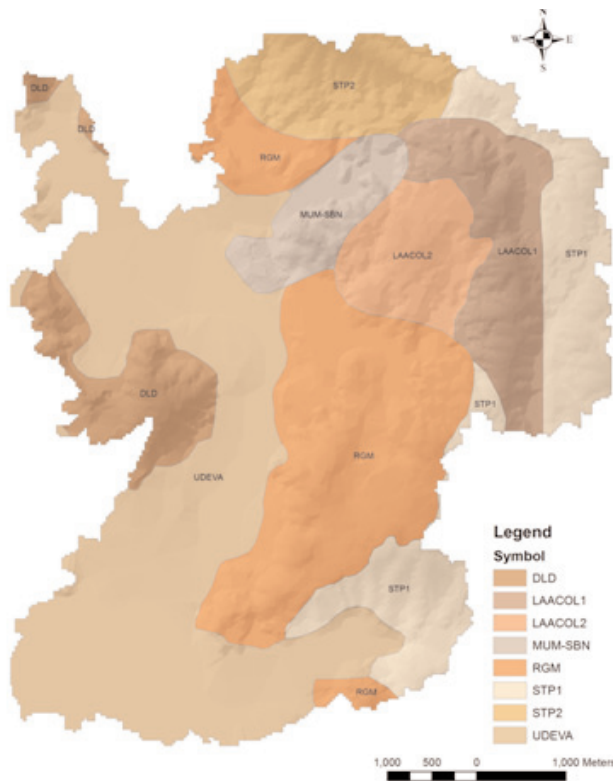 N
W E
S
DLD
STP2
DLD
RGM
MUM-SBN
LAACOL2
LAACOL1
STP1
DLD
STP1
RGM
UDEVA
STP1
RGM
Legend
Symbol
DLD
LAACOL1
LAACOL2
MUM-SBN
RGM
STP1
STP2
UDEVA
1,000 500 0 1,000 Meters